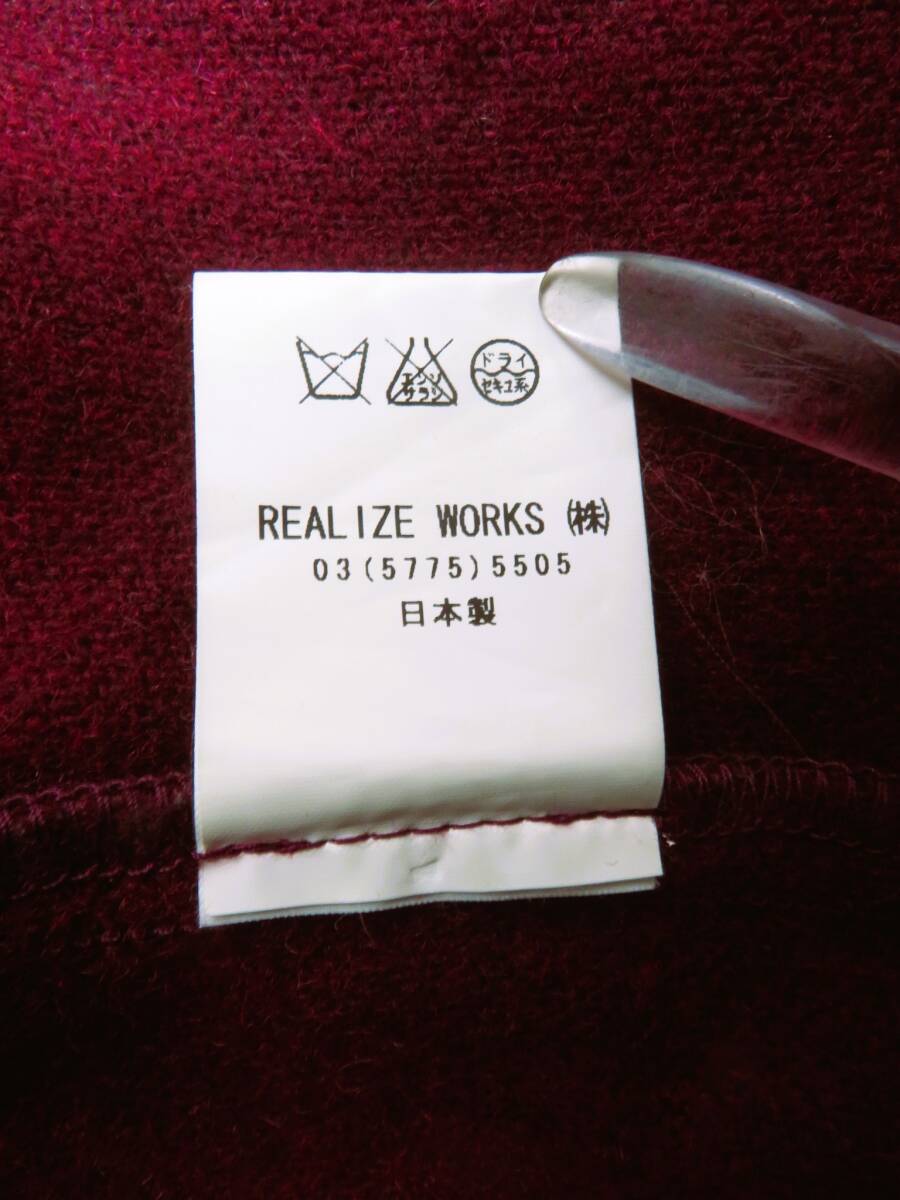 エンソ
サラシ
ドライ
セキユ系
REALIZE WORKS ㈱
03(5775)5505
日本製